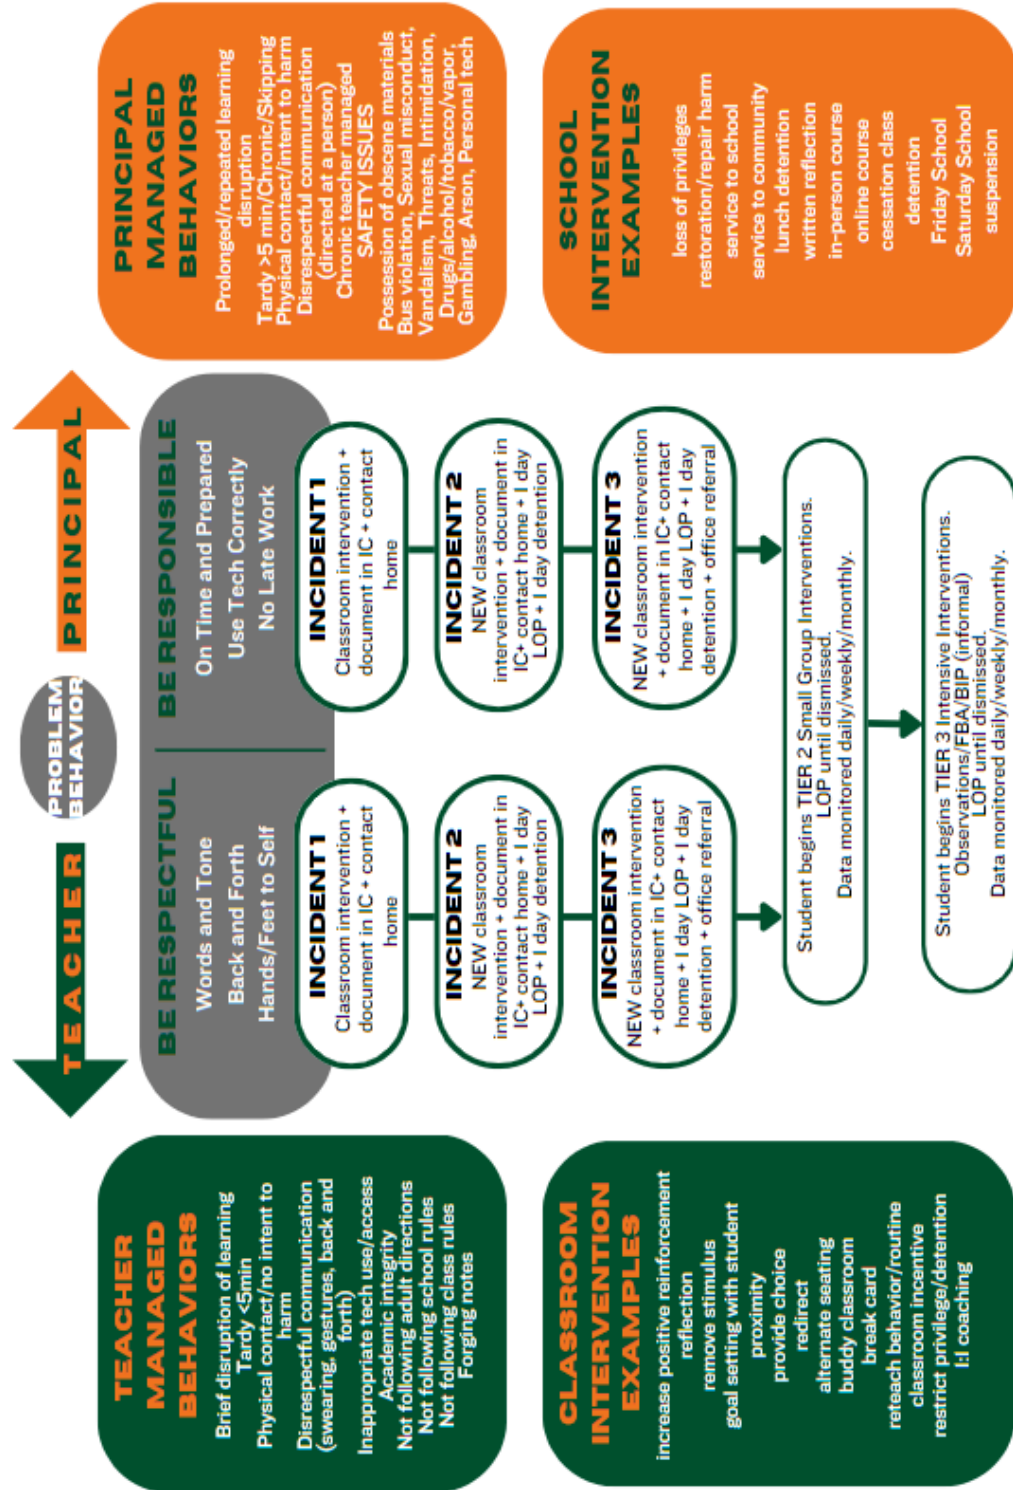 TEACHER
PROBLEM
BEHAVIOR
PRINCIPAL
TEACHER
MANAGED
BEHAVIORS
Brief disruption of learning
Tardy <5min
Physical contact/no intent to
harm
Disrespectful communication
(swearing, gestures, back and
forth)
Inappropriate tech use/access
Academic integrity
Not following adult directions
Not following school rules
Not following class rules
Forging notes
CLASSROOM
INTERVENTION
EXAMPLES
increase positive reinforcement
reflection
remove stimulus
goal setting with student
proximity
provide choice
redirect
alternate seating
buddy classroom
break card
reteach behavior/routine
classroom incentive
restrict privilege/detention
I:I coaching
BE RESPECTFUL
Words and Tone
Back and Forth
Hands/Feet to Self
INCIDENT 1
Classroom intervention +
document in IC + contact
home
INCIDENT 2
NEW classroom
intervention + document in
IC+ contact home + I day
LOP + I day detention
INCIDENT 3
NEW classroom intervention
+ document in IC+ contact
home + I day LOP + I day
detention + office referral
BE RESPONSIBLE
On Time and Prepared
Use Tech Correctly
No Late Work
INCIDENT 1
Classroom intervention +
document in IC + contact
home
INCIDENT 2
NEW classroom
intervention + document in
IC+ contact home + I day
LOP + I day detention
INCIDENT 3
NEW classroom intervention
+ document in IC+ contact
home + I day LOP + I day
detention + office referral
Student begins TIER 2 Small Group Interventions.
LOP until dismissed.
Data monitored daily/weekly/monthly.
Student begins TIER 3 Intensive Interventions.
Observations/FBA/BIP (informal)
LOP until dismissed.
Data monitored daily/weekly/monthly.
PRINCIPAL
MANAGED
BEHAVIORS
Prolonged/repeated learning
disruption
Tardy >5 min/Chronic/Skipping
Physical contact/intent to harm
Disrespectful communication
(directed at a person)
Chronic teacher managed
SAFETY ISSUES
Possession of obscene materials
Bus violation, Sexual misconduct,
Vandalism, Threats, Intimidation,
Drugs/alcohol/tobacco/vapor,
Gambling, Arson, Personal tech
SCHOOL
INTERVENTION
EXAMPLES
loss of privileges
restoration/repair harm
service to school
service to community
lunch detention
written reflection
in-person course
online course
cessation class
detention
Friday School
Saturday School
suspension